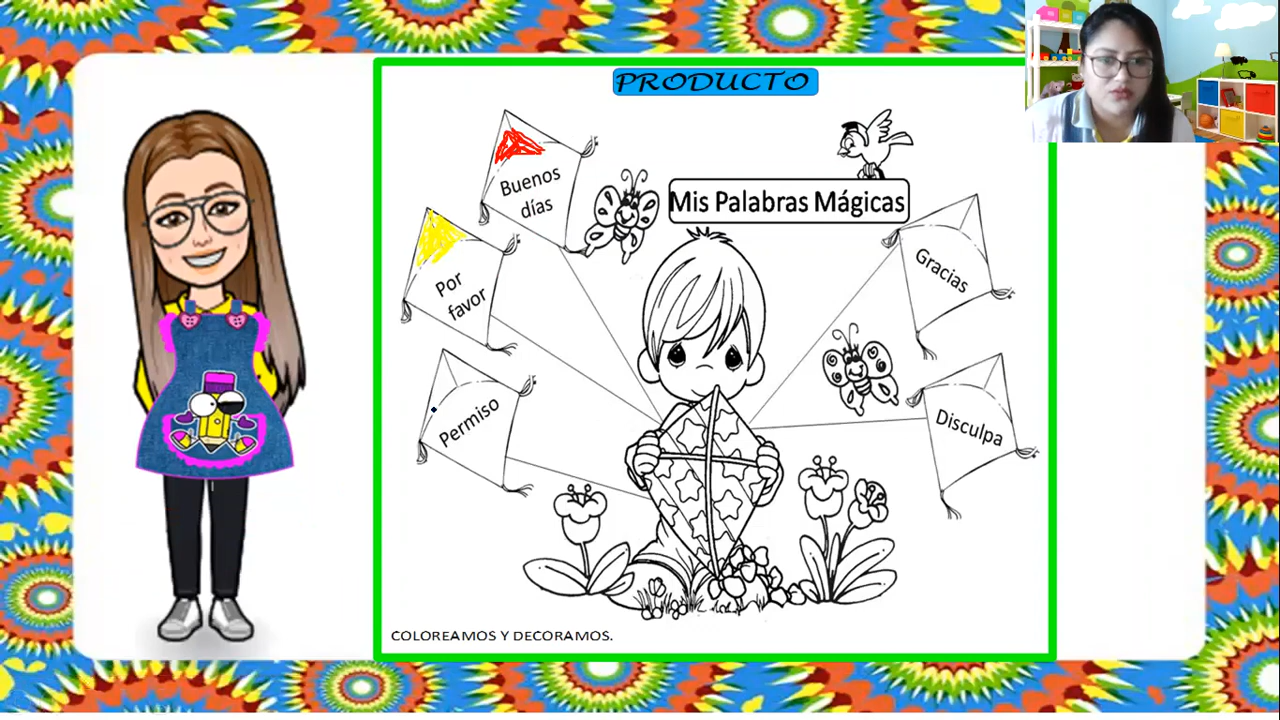 PRODUCTO
Buenos
días
Mis Palabras Mágicas
Por
favor
Gracias
Permiso
Disculpa
COLOREAMOS Y DECORAMOS.